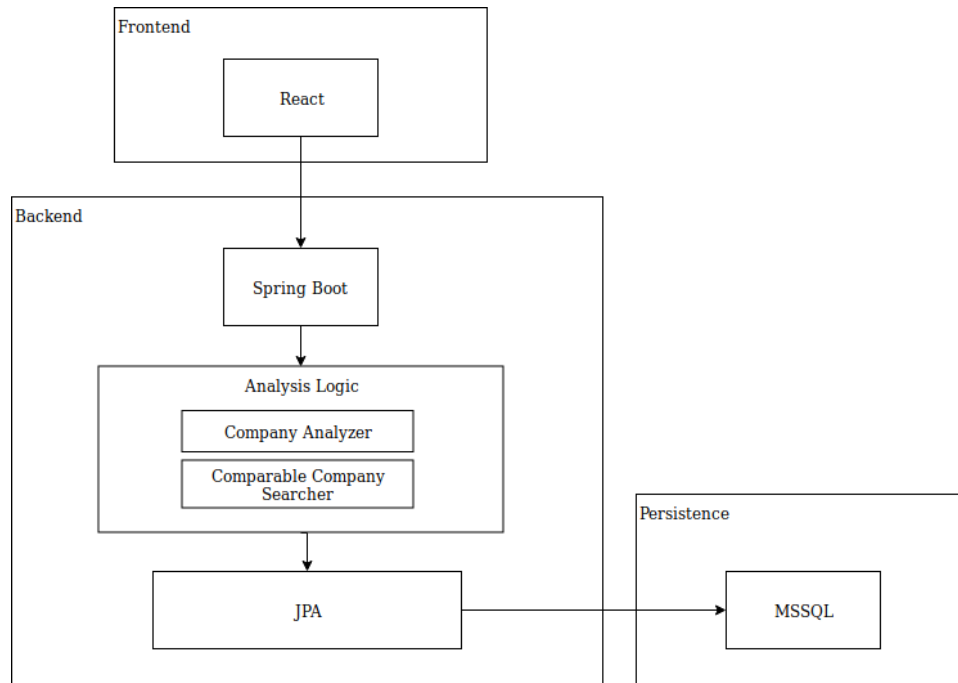 Frontend
React
Backend
Spring Boot
Analysis Logic
Company Analyzer
Comparable Company
Searcher
Persistence
JPA
MSSQL